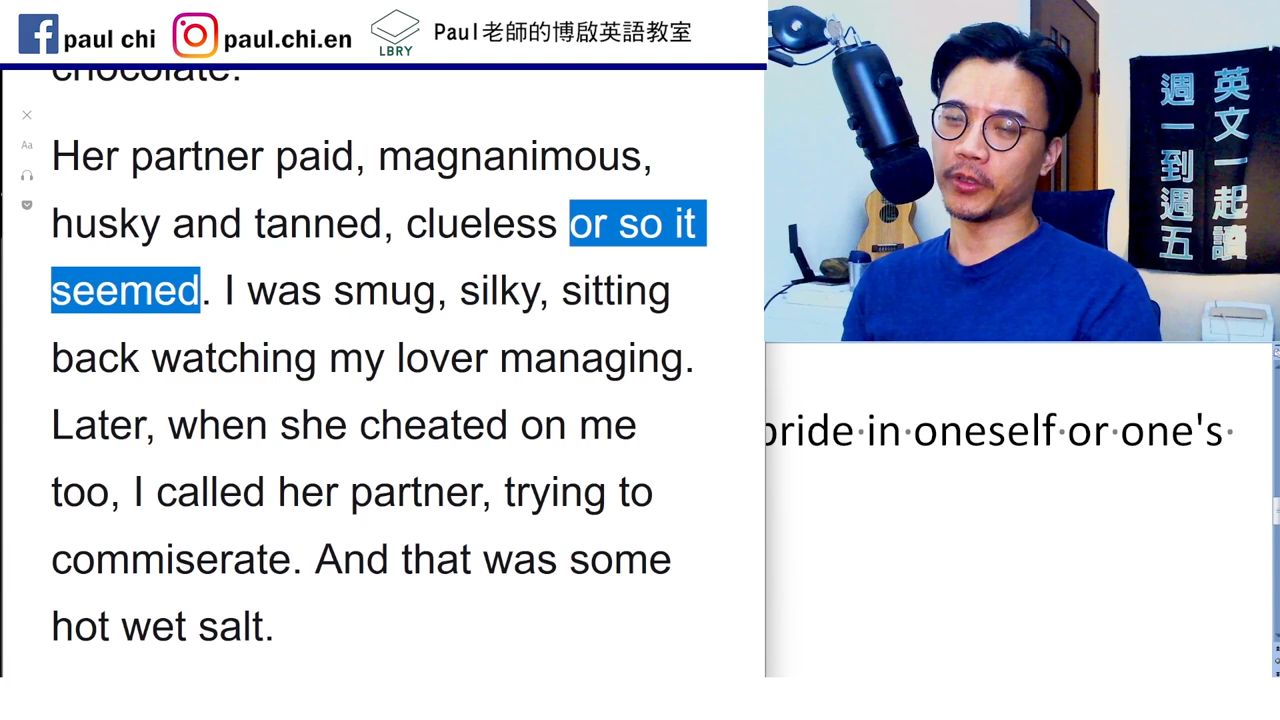 paul chi
paul.chi.en
LBRY
Paul老師的博啟英語教室
chocolate.
Aa
Her partner paid, magnanimous,
husky and tanned, clueless or so it
seemed. I was smug, silky, sitting
back watching my lover managing.
Later, when she cheated on me
too, I called her partner, trying to
commiserate. And that was some
hot wet salt.
英文一起讀
週一到週五
pride·in·oneself·or·one's·